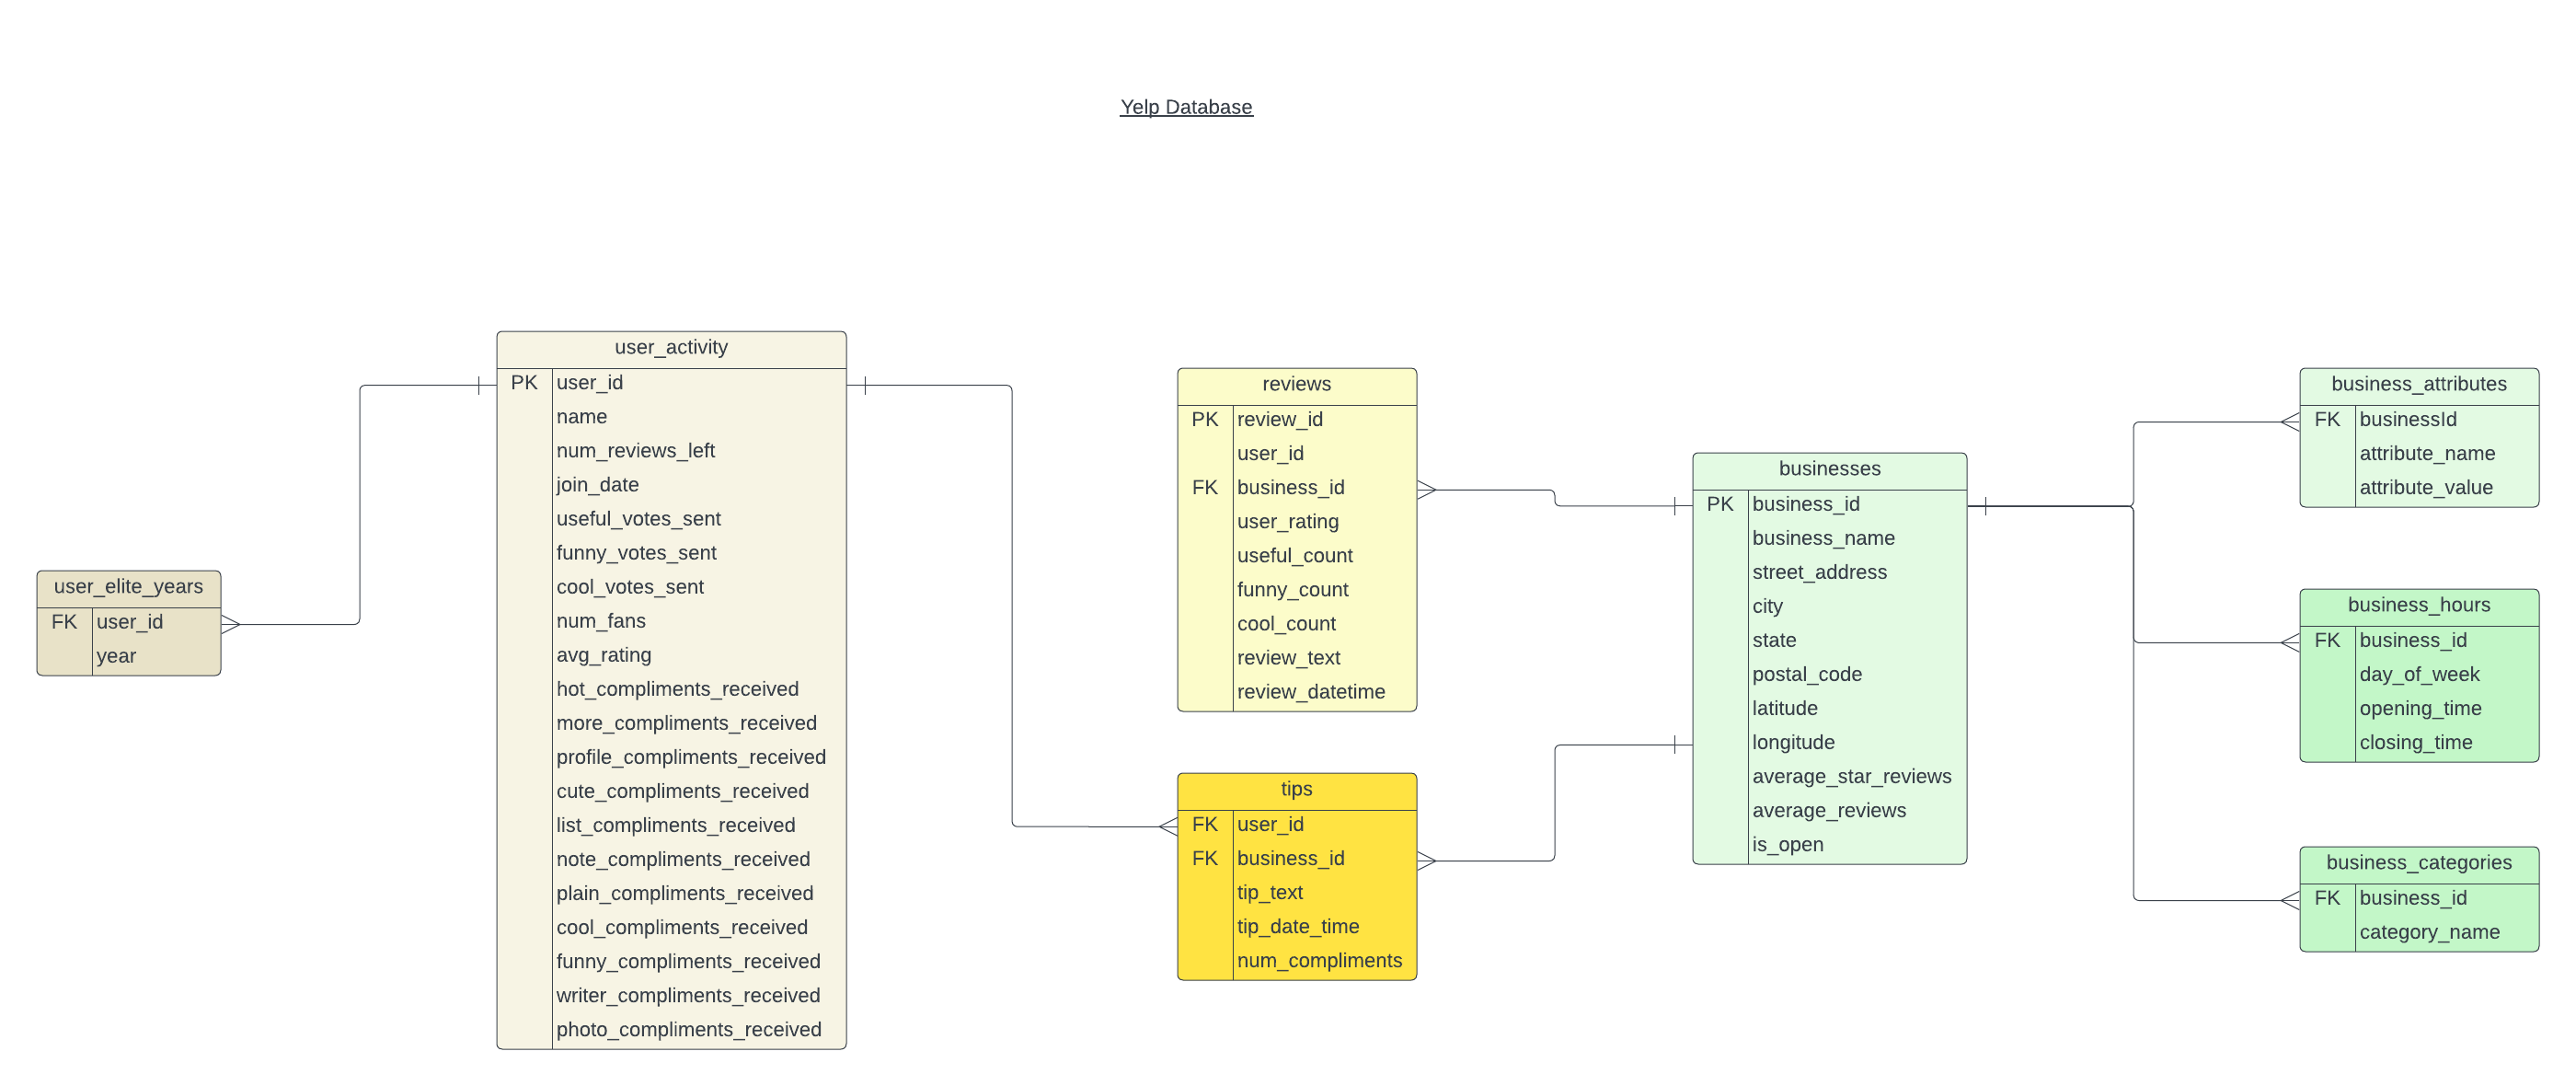 Yelp Database
user_elite_years
FK user_id
year
user_activity
PK user_id
name
num_reviews_left
join_date
useful_votes_sent
funny_votes_sent
cool_votes_sent
num_fans
avg_rating
hot_compliments_received
more_compliments_received
profile_compliments_received
cute_compliments_received
list_compliments_received
note_compliments_received
plain_compliments_received
cool_compliments_received
funny_compliments_received
writer_compliments_received
photo_compliments_received
reviews
PK review_id
user_id
FK business_id
user_rating
useful_count
funny_count
cool_count
review_text
review_datetime
tips
FK user_id
FK business_id
tip_text
tip_date_time
num_compliments
businesses
PK business_id
business_name
street_address
city
state
postal_code
latitude
longitude
average_star_reviews
average_reviews
is_open
business_attributes
FK businessId
attribute_name
attribute_value
business_hours
FK business_id
day_of_week
opening_time
closing_time
business_categories
FK business_id
category_name